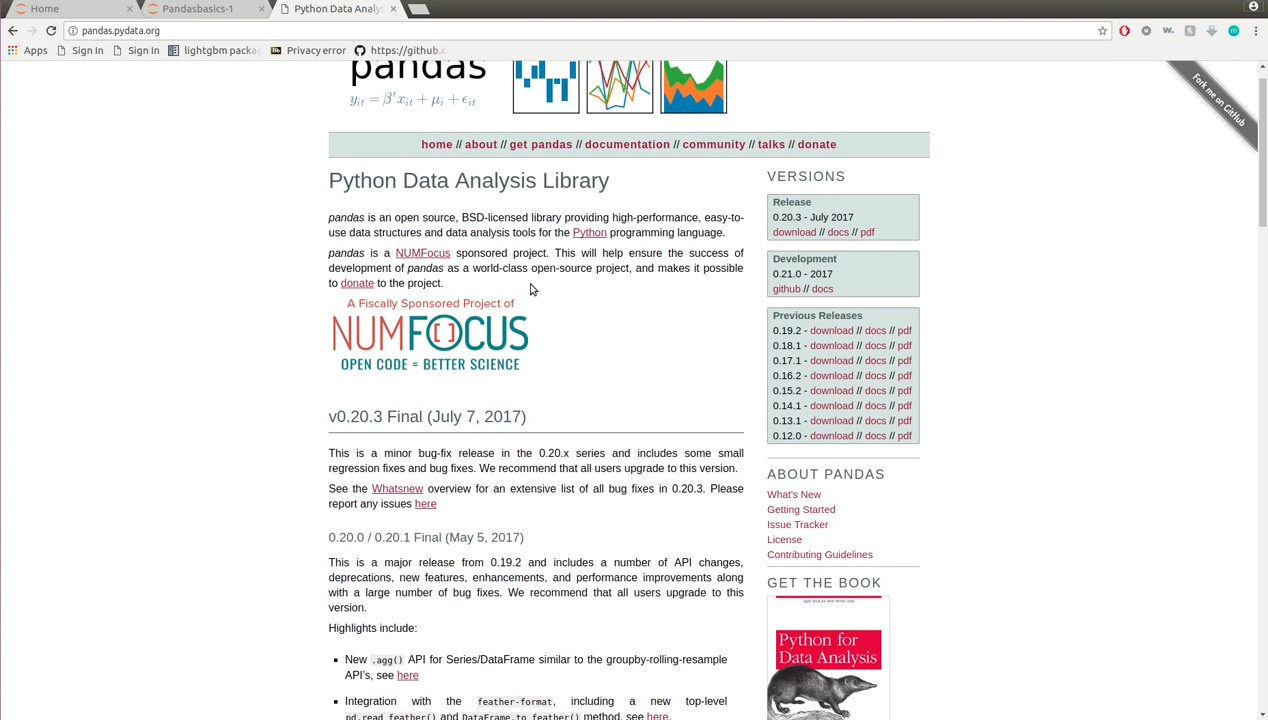 Home
Pandasbasics-1
Python Data Analys
pandas.pydata.org
Apps
Sign In
Sign In
lightgbm packag
Privacy error
https://github.c
Fork me on GitHub
pandas
y_{it} = β'x_{it} + μ_i + ϵ_{it}
home // about // get pandas // documentation // community // talks // donate
Python Data Analysis Library
pandas is an open source, BSD-licensed library providing high-performance, easy-to-
use data structures and data analysis tools for the Python programming language.
pandas is a NUMFocus sponsored project. This will help ensure the success of
development of pandas as a world-class open-source project, and makes it possible
to donate to the project.
A Fiscally Sponsored Project of
NUMFOCUS
OPEN CODE = BETTER SCIENCE
v0.20.3 Final (July 7, 2017)
This is a minor bug-fix release in the 0.20.x series and includes some small
regression fixes and bug fixes. We recommend that all users upgrade to this version.
See the Whatsnew overview for an extensive list of all bug fixes in 0.20.3. Please
report any issues here
0.20.0 / 0.20.1 Final (May 5, 2017)
This is a major release from 0.19.2 and includes a number of API changes,
deprecations, new features, enhancements, and performance improvements along
with a large number of bug fixes. We recommend that all users upgrade to this
version.
Highlights include:
New .agg() API for Series/DataFrame similar to the groupby-rolling-resample
API's, see here
Integration with the feather-format, including a new top-level
pd.read_feather() and DataFrame.to_feather() method, see here.
VERSIONS
Release
0.20.3 - July 2017
download // docs // pdf
Development
0.21.0 - 2017
github // docs
Previous Releases
0.19.2 - download // docs // pdf
0.18.1 - download // docs // pdf
0.17.1 - download // docs // pdf
0.16.2 - download // docs // pdf
0.15.2 - download // docs // pdf
0.14.1 - download // docs // pdf
0.13.1 - download // docs // pdf
0.12.0 - download // docs // pdf
ABOUT PANDAS
What's New
Getting Started
Issue Tracker
License
Contributing Guidelines
GET THE BOOK
Python for
Data Analysis